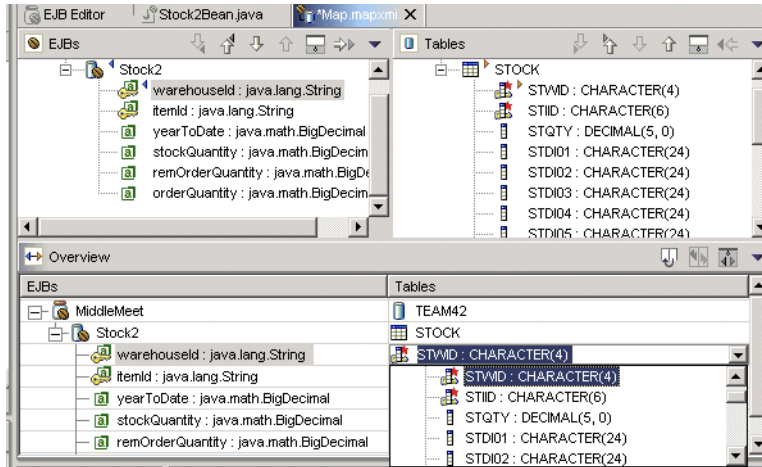 EJB Editor Stock2Bean.java *Map.mapxmi
EJBs
Stock2
warehouseId : java.lang.String
itemId : java.lang.String
yearToDate : java.math.BigDecimal
stockQuantity : java.math.BigDecim
remOrderQuantity : java.math.BigDe
orderQuantity : java.math.BigDecim
Tables
STOCK
STWID : CHARACTER(4)
STIID : CHARACTER(6)
STQTY : DECIMAL(5, 0)
STDI01 : CHARACTER(24)
STDI02 : CHARACTER(24)
STDI03 : CHARACTER(24)
STDI04 : CHARACTER(24)
STDI05 : CHARACTER(24)
Overview
EJBs Tables
MiddleMeet TEAM42
Stock2 STOCK
warehouseId : java.lang.String STWID : CHARACTER(4)
itemId : java.lang.String STWID : CHARACTER(4)
yearToDate : java.math.BigDecimal STIID : CHARACTER(6)
stockQuantity : java.math.BigDecimal STQTY : DECIMAL(5, 0)
remOrderQuantity : java.math.BigDecimal STDI01 : CHARACTER(24)
STDI02 : CHARACTER(24)